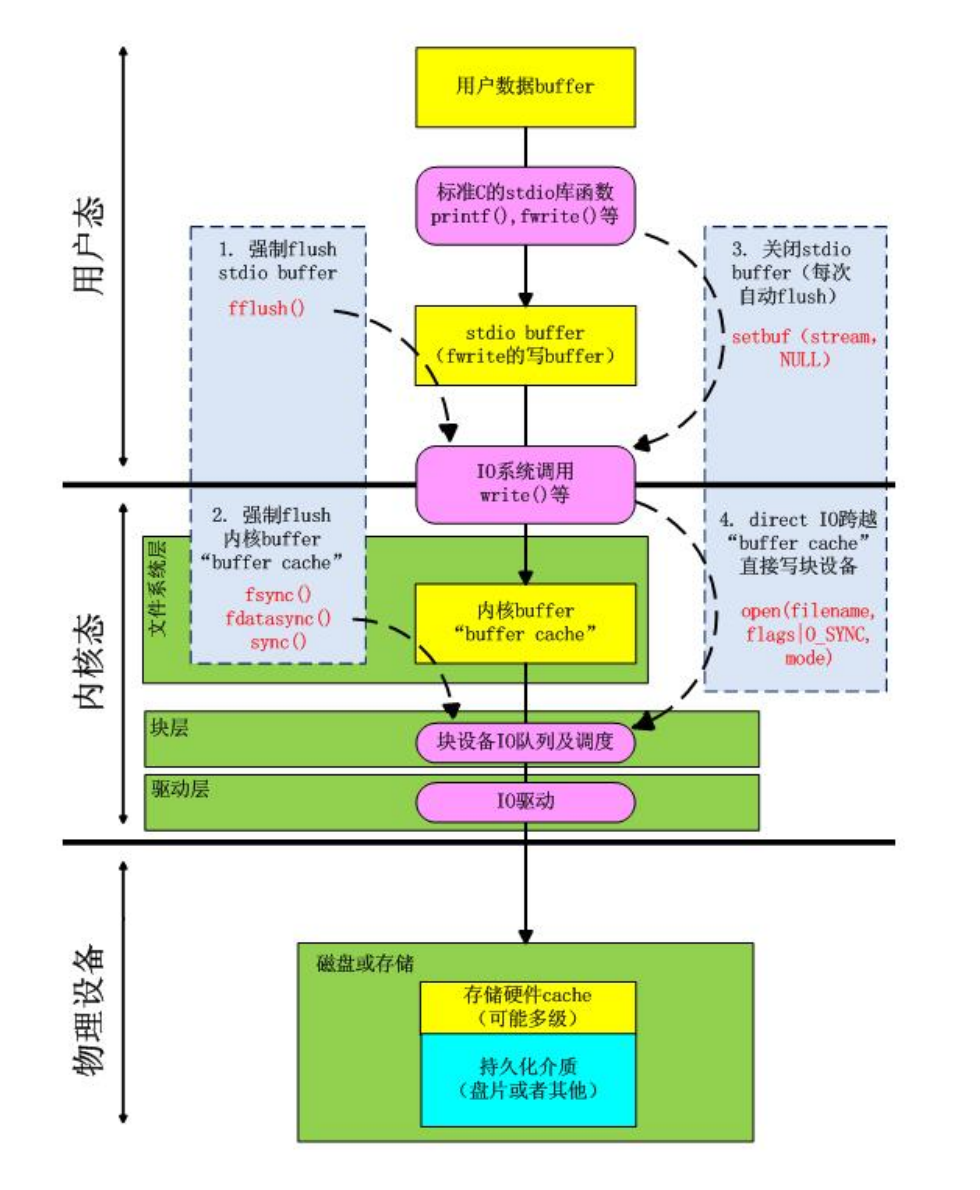 用户态
用户数据buffer
标准C的stdio库函数
printf(),fwrite()等
1. 强制flush
stdio buffer
fflush()
stdio buffer
（fwrite的写buffer）
3. 关闭stdio
buffer（每次
自动flush）
setbuf（stream,
NULL）
IO系统调用
write()等
内核态
2. 强制flush
内核buffer
“buffer cache”
fsync()
fdatasync()
sync()
文件系统层
内核buffer
“buffer cache”
4. direct IO跨越
“buffer cache”
直接写块设备
open(filename,
flags|O_SYNC,
mode)
块层
块设备IO队列及调度
驱动层
IO驱动
物理设备
磁盘或存储
存储硬件cache
（可能多级）
持久化介质
（盘片或者其他）